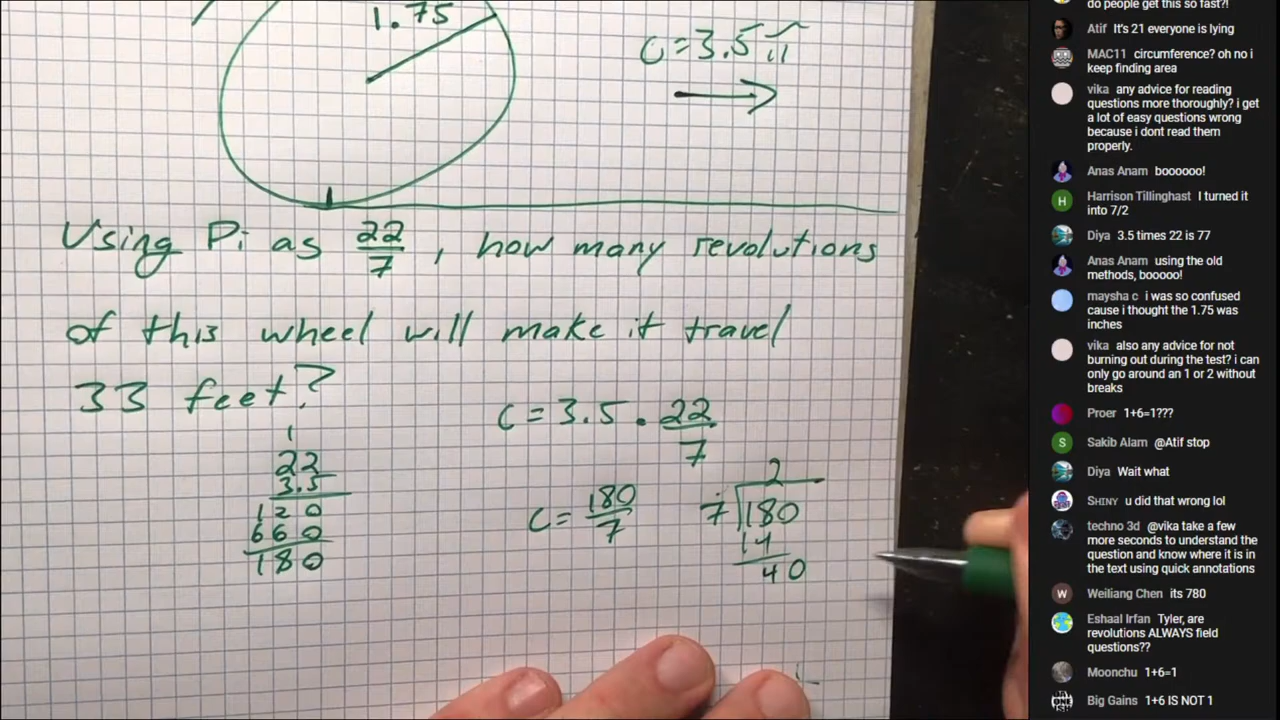 1.75
C = 3.5 π
Using Pi as 22/7, how many revolutions
of this wheel will make it travel
33 feet?
1
22
3.5
120
660
180
C = 3.5 · 22/7
C = 180/7
2
7 180
14
40
do people get this so fast?!
Atif It's 21 everyone is lying
MAC11 circumference? oh no i
keep finding area
vika any advice for reading
questions more thoroughly? i get
a lot of easy questions wrong
because i dont read them
properly.
Anas Anam boooooo!
H
Harrison Tillinghast I turned it
into 7/2
Diya 3.5 times 22 is 77
Anas Anam using the old
methods, booooo!
maysha c i was so confused
cause i thought the 1.75 was
inches
vika also any advice for not
burning out during the test? i can
only go around an 1 or 2 without
breaks
Proer 1+6=1???
S
Sakib Alam @Atif stop
Diya Wait what
SHINY u did that wrong lol
techno 3d @vika take a few
more seconds to understand the
question and know where it is in
the text using quick annotations
W
Weiliang Chen its 780
Eshaal Irfan Tyler, are
revolutions ALWAYS field
questions??
Moonchu 1+6=1
Big Gains 1+6 IS NOT 1